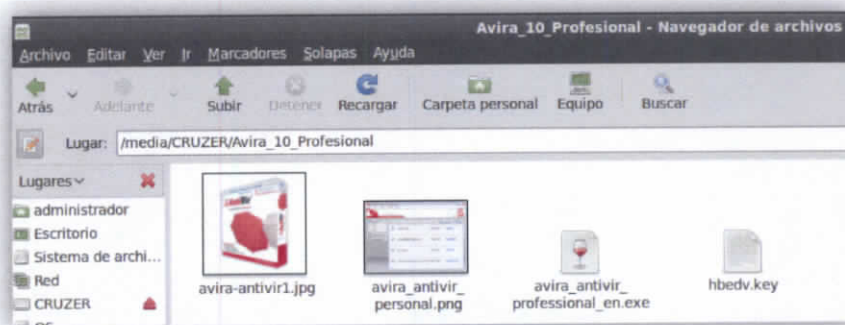 Avira_10_Profesional - Navegador de archivos
Archivo Editar Ver Ir Marcadores Solapas Ayuda
Atrás Adelante Subir Detener Recargar Carpeta personal Equipo Buscar
Lugar: /media/CRUZER/Avira_10_Profesional
Lugares
administrador
Escritorio
Sistema de archi...
Red
CRUZER
avira-antivir1.jpg
avira_antivir_
personal.png
avira_antivir_
professional_en.exe
hbedv.key